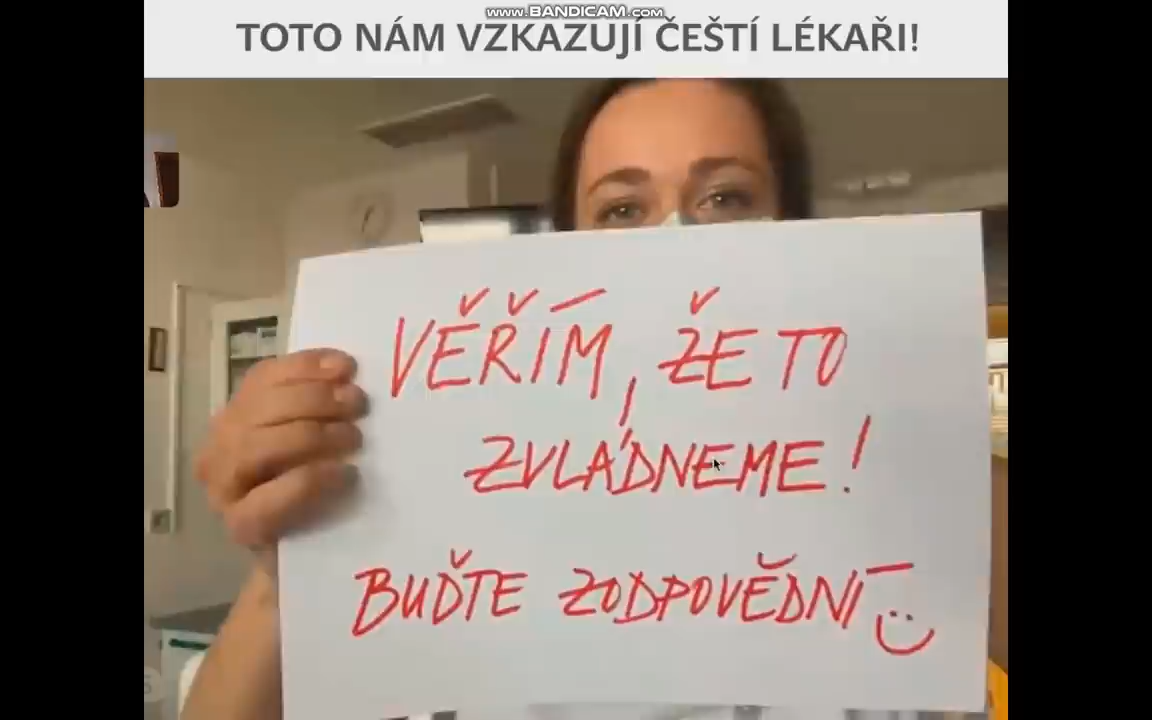 www.BANDICAM.com
TOTO NÁM VZKAZUJÍ ČEŠTÍ LÉKAŘI!
VĚŘÍM, ŽE TO
ZVLÁDNEME!
BUĎTE ZODPOVĚDNÍ